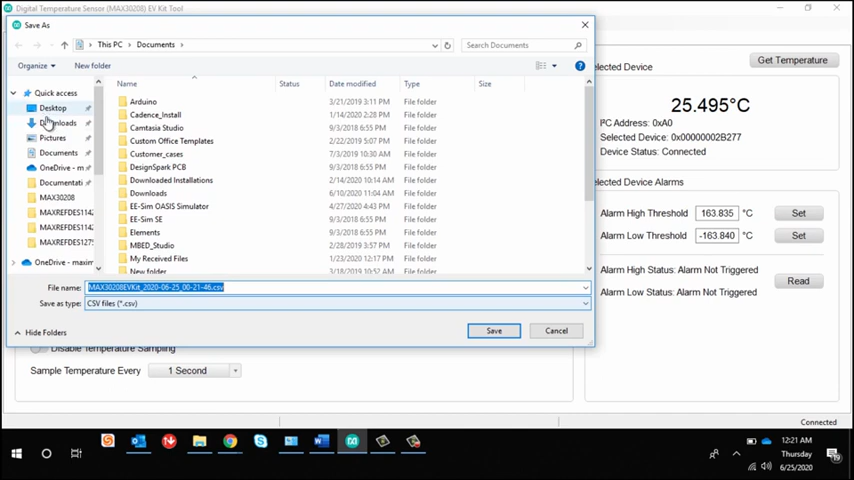 Digital Temperature Sensor (MAX30208) EV Kit Tool
Save As
This PC > Documents >
Search Documents
Organize
New folder
Name
Status
Date modified
Type
Size
Quick access
Desktop
Downloads
Pictures
Documents
OneDrive - m
Documentati
MAX30208
MAXREFDES114
MAXREFDES114
MAXREFDES127
OneDrive - maxim
Arduino 3/21/2019 3:11 PM File folder
Cadence_Install 1/14/2020 2:28 PM File folder
Camtasia Studio 9/3/2018 6:55 PM File folder
Custom Office Templates 2/22/2019 5:07 PM File folder
Customer_cases 7/3/2019 10:30 AM File folder
DesignSpark PCB 9/3/2018 6:55 PM File folder
Downloaded Installations 2/14/2020 10:14 AM File folder
Downloads 6/10/2020 11:04 AM File folder
EE-Sim OASIS Simulator 4/27/2020 4:43 PM File folder
EE-Sim SE 9/3/2018 6:55 PM File folder
Elements 9/3/2018 6:55 PM File folder
MBED_Studio 2/28/2019 5:37 PM File folder
My Received Files 9/3/2018 6:55 PM File folder
New folder 3/18/2019 10:52 AM File folder
File name: MAX30208EVKit_2020-06-25_00-21-46.csv
Save as type: CSV files (*.csv)
Hide Folders
Save
Cancel
Disable Temperature Sampling
Sample Temperature Every 1 Second
elected Device
Get Temperature
25.495°C
I²C Address: 0xA0
Selected Device: 0x00000002B277
Device Status: Connected
elected Device Alarms
Alarm High Threshold 163.835 °C Set
Alarm Low Threshold -163.840 °C Set
Alarm High Status: Alarm Not Triggered
Alarm Low Status: Alarm Not Triggered
Read
Connected
12:21 AM
Thursday
6/25/2020